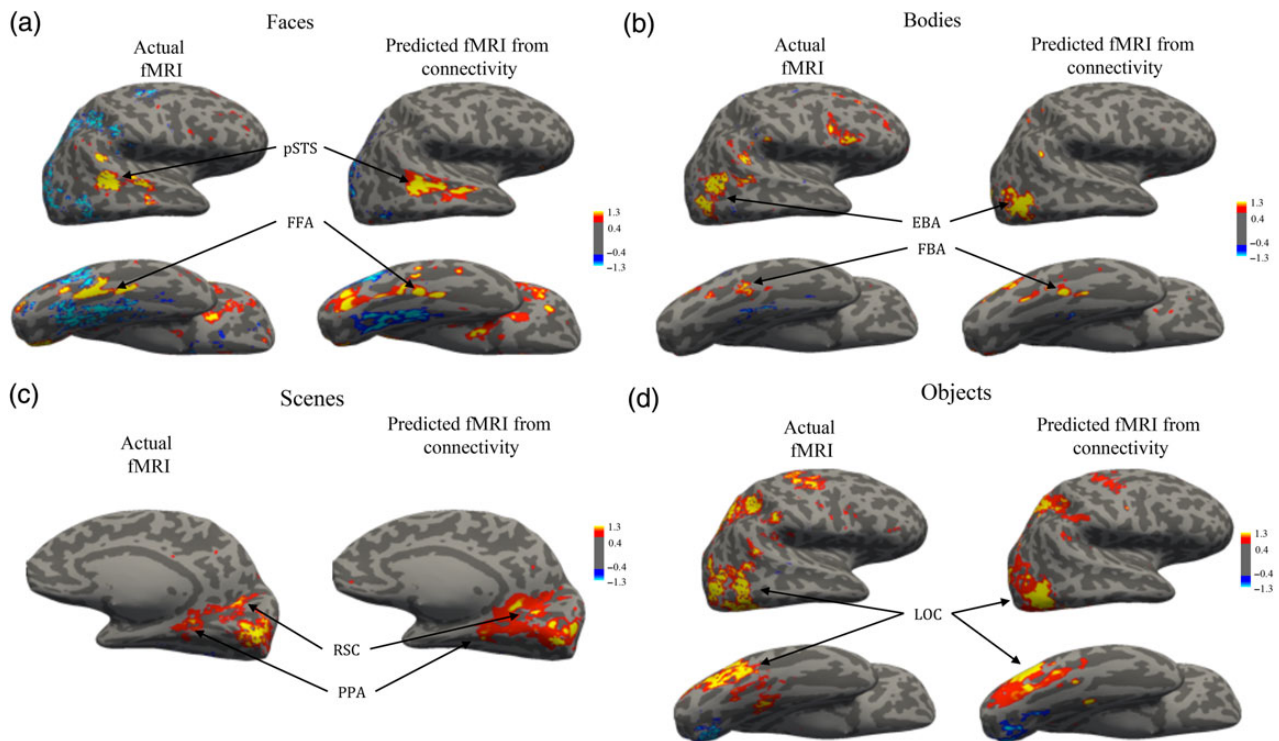 (a)
Faces
Actual
fMRI
Predicted fMRI from
connectivity
pSTS
FFA
1.3
0.4
−0.4
−1.3
(b)
Bodies
Actual
fMRI
Predicted fMRI from
connectivity
EBA
FBA
1.3
0.4
−0.4
−1.3
(c)
Scenes
Actual
fMRI
Predicted fMRI from
connectivity
RSC
PPA
1.3
0.4
−0.4
−1.3
(d)
Objects
Actual
fMRI
Predicted fMRI from
connectivity
LOC
1.3
0.4
−0.4
−1.3